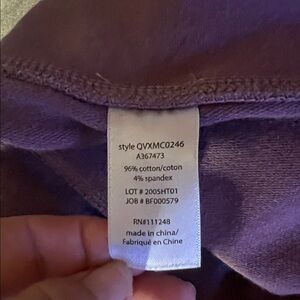 style QVXMC0246
A367473
96% cotton/coton
4% spandex
LOT # 2005HT01
JOB # BF000579
RN#111248
made in china/
Fabriqué en Chine